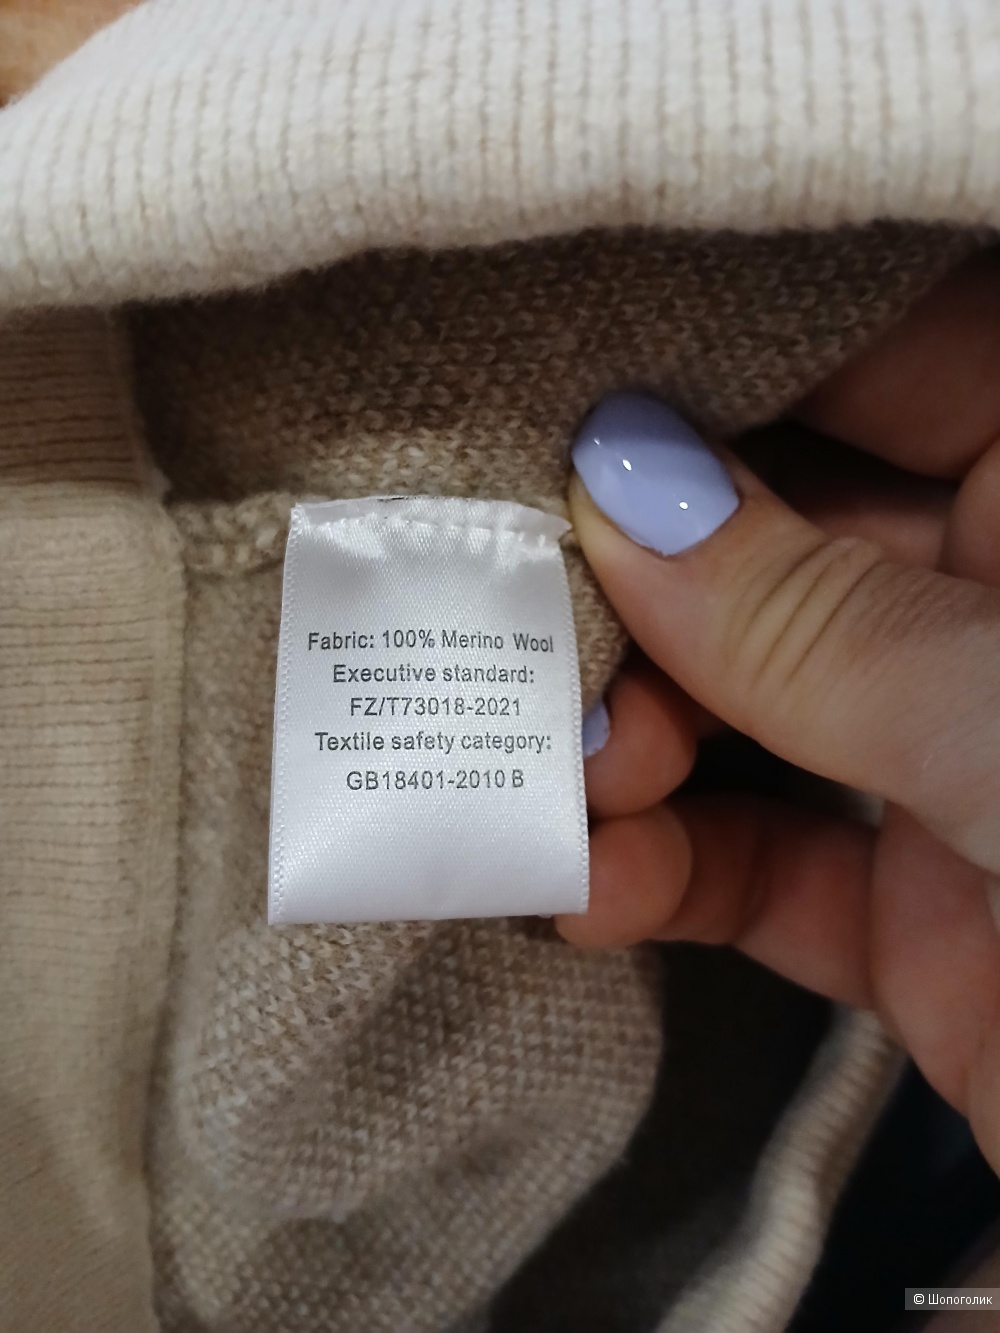 Fabric: 100% Merino Wool
Executive standard:
FZ/T73018-2021
Textile safety category:
GB18401-2010 B
© Шопоголик